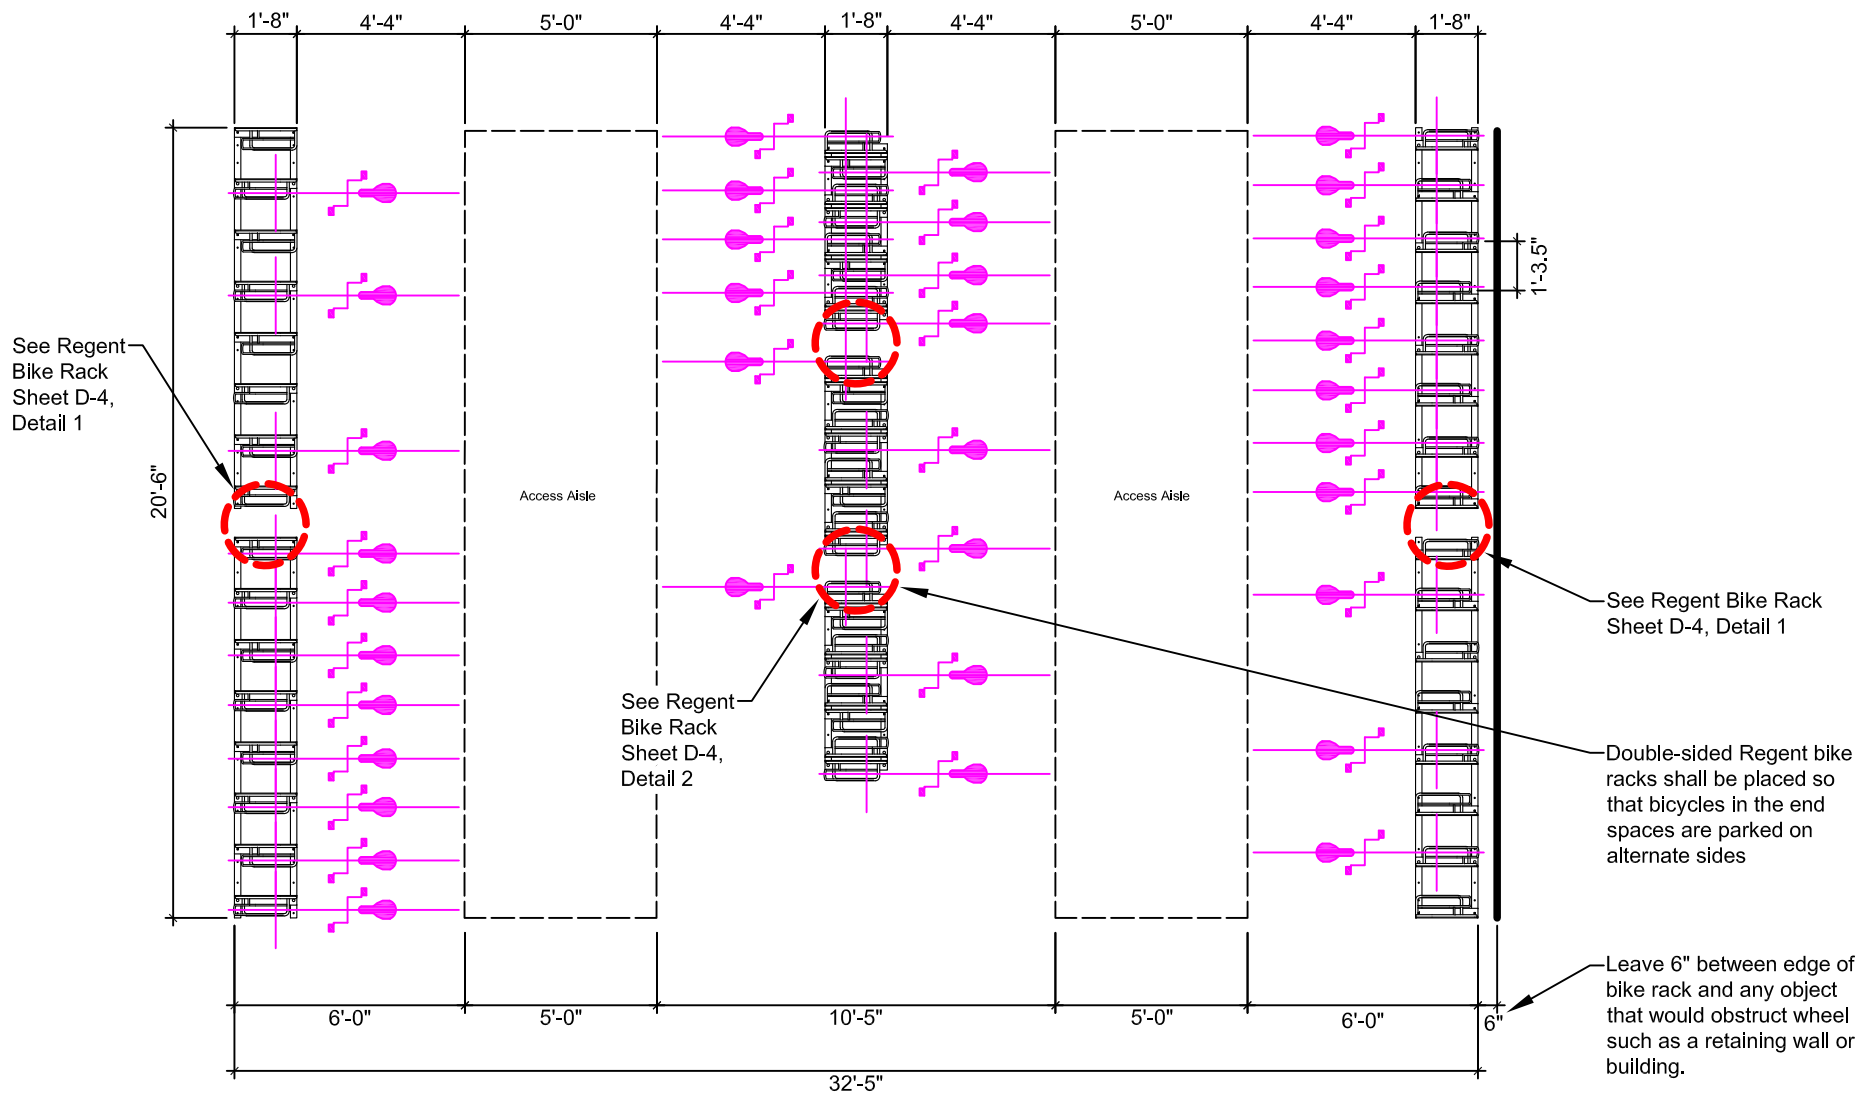 1'-8"
4'-4"
5'-0"
4'-4"
1'-8"
4'-4"
5'-0"
4'-4"
1'-8"
1'-3.5"
See Regent
Bike Rack
Sheet D-4,
Detail 1
20'-6"
Access Aisle
Access Aisle
See Regent Bike Rack
Sheet D-4, Detail 1
See Regent
Bike Rack
Sheet D-4,
Detail 2
Double-sided Regent bike
racks shall be placed so
that bicycles in the end
spaces are parked on
alternate sides
Leave 6" between edge of
bike rack and any object
that would obstruct wheel
such as a retaining wall or
building.
6'-0"
5'-0"
10'-5"
5'-0"
6'-0"
6"
32'-5"